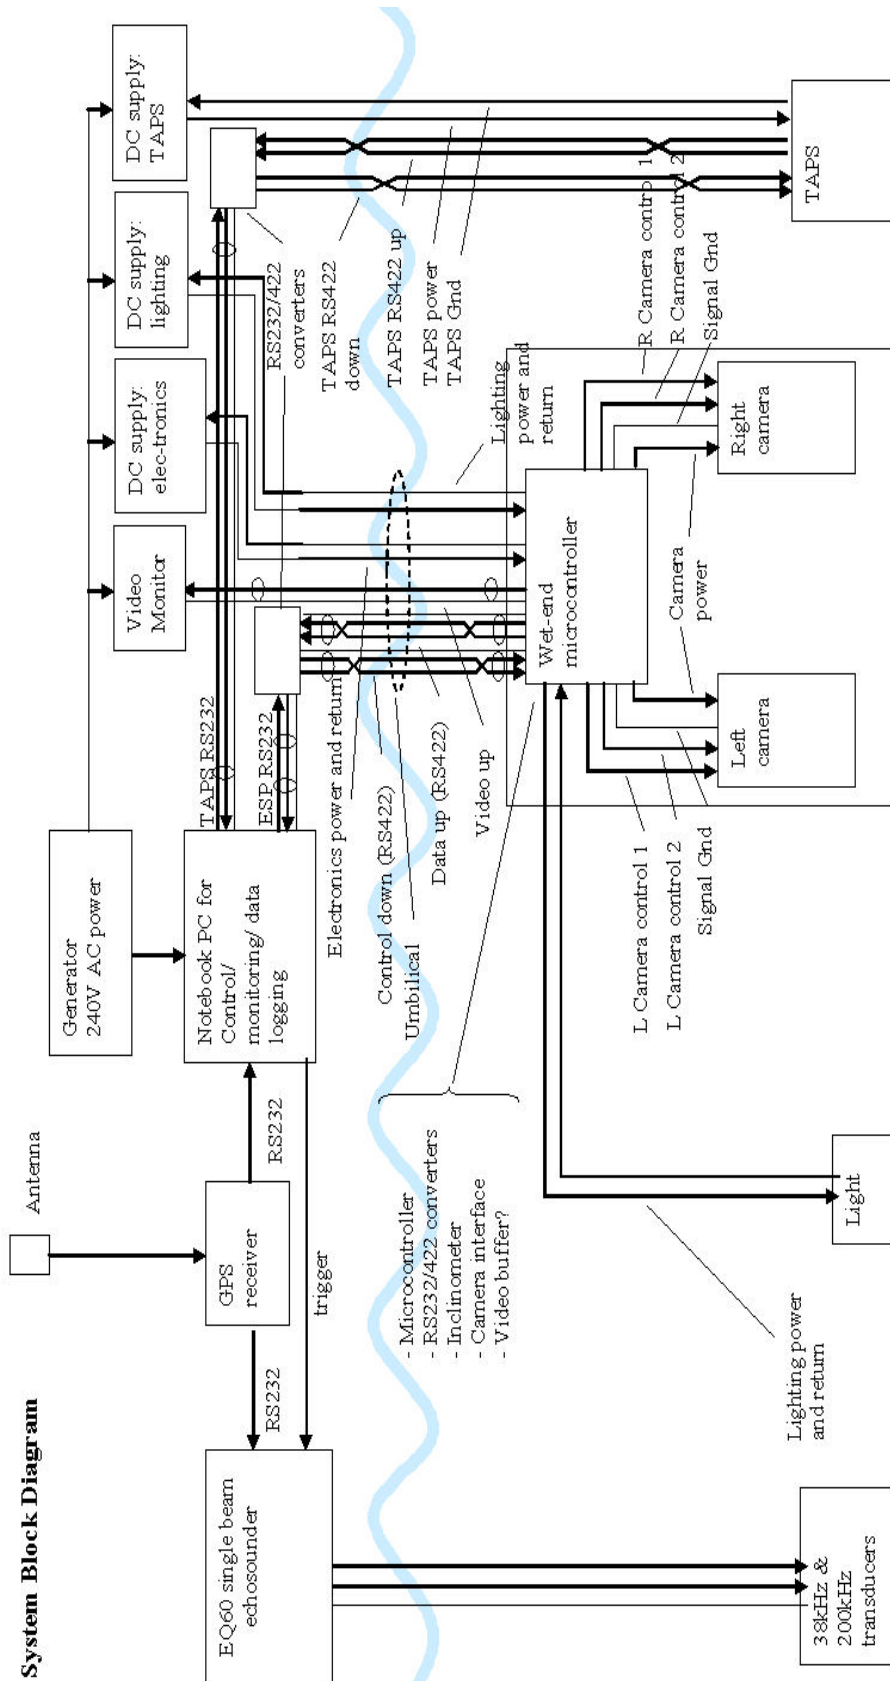 System Block Diagram
Antenna
Generator
240V AC power
DC supply:
TAPS
DC supply:
lighting
DC supply:
elec-tronics
Video
Monitor
Notebook PC for
Control/
monitoring/ data
logging
TAPS RS232
ESP RS232
RS232
GPS
receiver
RS232
trigger
EQ60 single beam
echosounder
RS232/422
converters
TAPS RS422
down
TAPS RS422 up
TAPS power
TAPS Gnd
Lighting
power and
return
Electronics power and return
Control down (RS422)
Umbilical
Data up (RS422)
Video up
- Microcontroller
- RS232/422 converters
- Inclinometer
- Camera interface
- Video buffer?
Wet-end
microcontroller
R Camera control 1
R Camera control 2
Signal Gnd
Camera
power
Right
camera
Left
camera
L Camera control 1
L Camera control 2
Signal Gnd
TAPS
Light
Lighting power
and return
38kHz &
200kHz
transducers